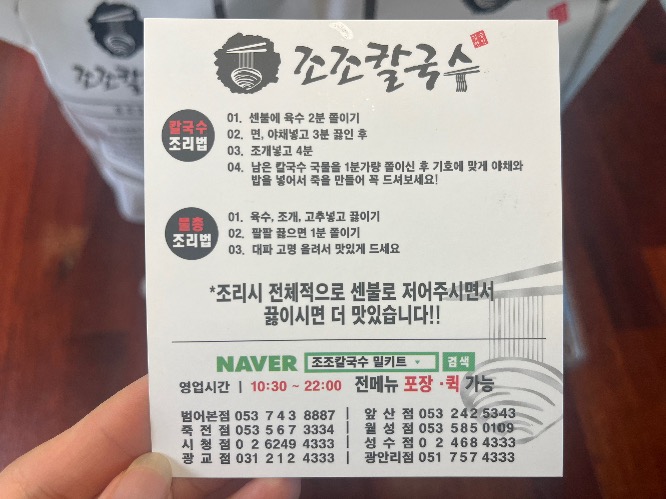 조조칼국수
조조칼
칼국수
조리법
01. 센불에 육수 2분 쫄이기
02. 면, 야채넣고 3분 끓인 후
03. 조개넣고 4분
04. 남은 칼국수 국물을 1분가량 쫄이신 후 기호에 맞게 야채와
밥을 넣어서 죽을 만들어 꼭 드셔보세요!
물총
조리법
01. 육수, 조개, 고추넣고 끓이기
02. 팔팔 끓으면 1분 쫄이기
03. 대파 고명 올려서 맛있게 드세요
*조리시 전체적으로 센불로 저어주시면서
끓이시면 더 맛있습니다!!
NAVER 조조칼국수 밀키트 검색
영업시간 | 10:30 ~ 22:00 전메뉴 포장 · 퀵 가능
범어본점 053 743 8887 | 앞산점 053 242 5343
죽전점 053 567 3334 | 월성점 053 585 0109
시청점 02 6249 4333 | 성수점 02 468 4333
광교점 031 212 4333 | 광안리점 051 757 4333